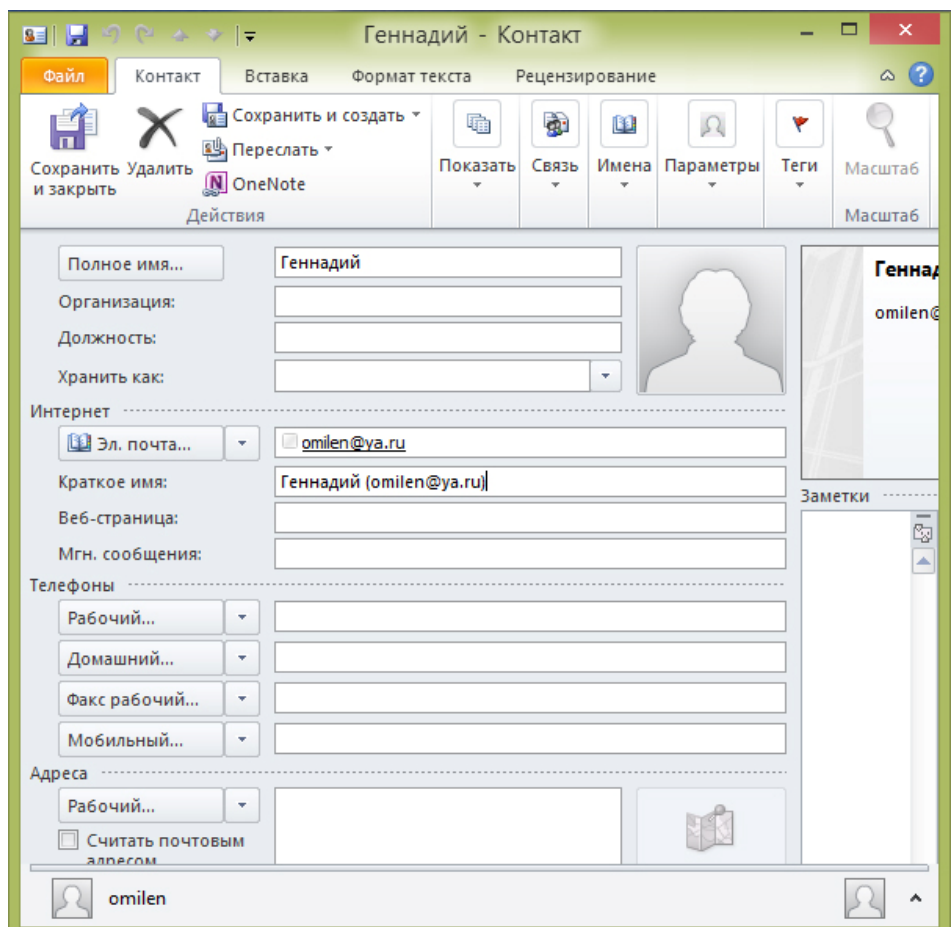 Геннадий - Контакт
Файл Контакт Вставка Формат текста Рецензирование
Сохранить и закрыть
Удалить
Сохранить и создать
Переслать
OneNote
Действия
Показать
Связь
Имена
Параметры
Теги
Масштаб
Масштаб
Полное имя... Геннадий
Организация:
Должность:
Хранить как:
Геннад
omilen@
Интернет
Эл. почта... omilen@ya.ru
Краткое имя: Геннадий (omilen@ya.ru)
Веб-страница:
Мгн. сообщения:
Заметки
Телефоны
Рабочий...
Домашний...
Факс рабочий...
Мобильный...
Адреса
Рабочий...
Считать почтовым
адресом
omilen